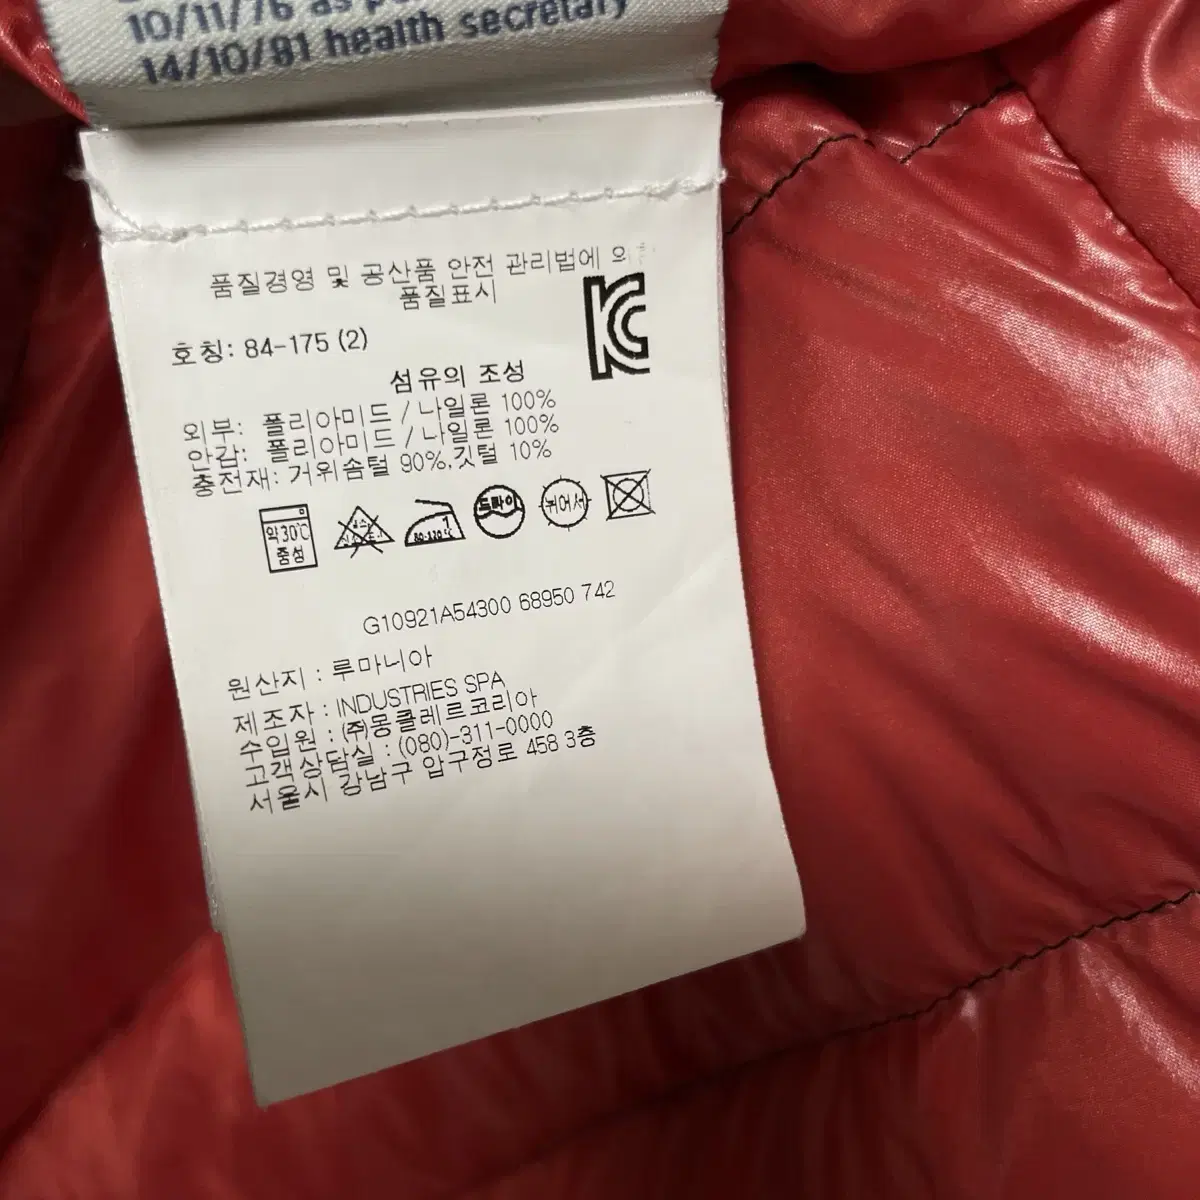 10/11/76 as
14/10/81 health secretary
품질경영 및 공산품 안전 관리법에 의
품질표시
호칭: 84-175 (2)
섬유의 조성
외부: 폴리아미드 / 나일론 100%
안감: 폴리아미드 / 나일론 100%
충전재: 거위솜털 90%,깃털 10%
약30℃
중성
1
80-120℃
드라이
뉘어서
G10921A54300 68950 742
원산지 : 루마니아
제조자 : INDUSTRIES SPA
수입원 : (주)몽클레르코리아
고객상담실 : (080)-311-0000
서울시 강남구 압구정로 458 3층